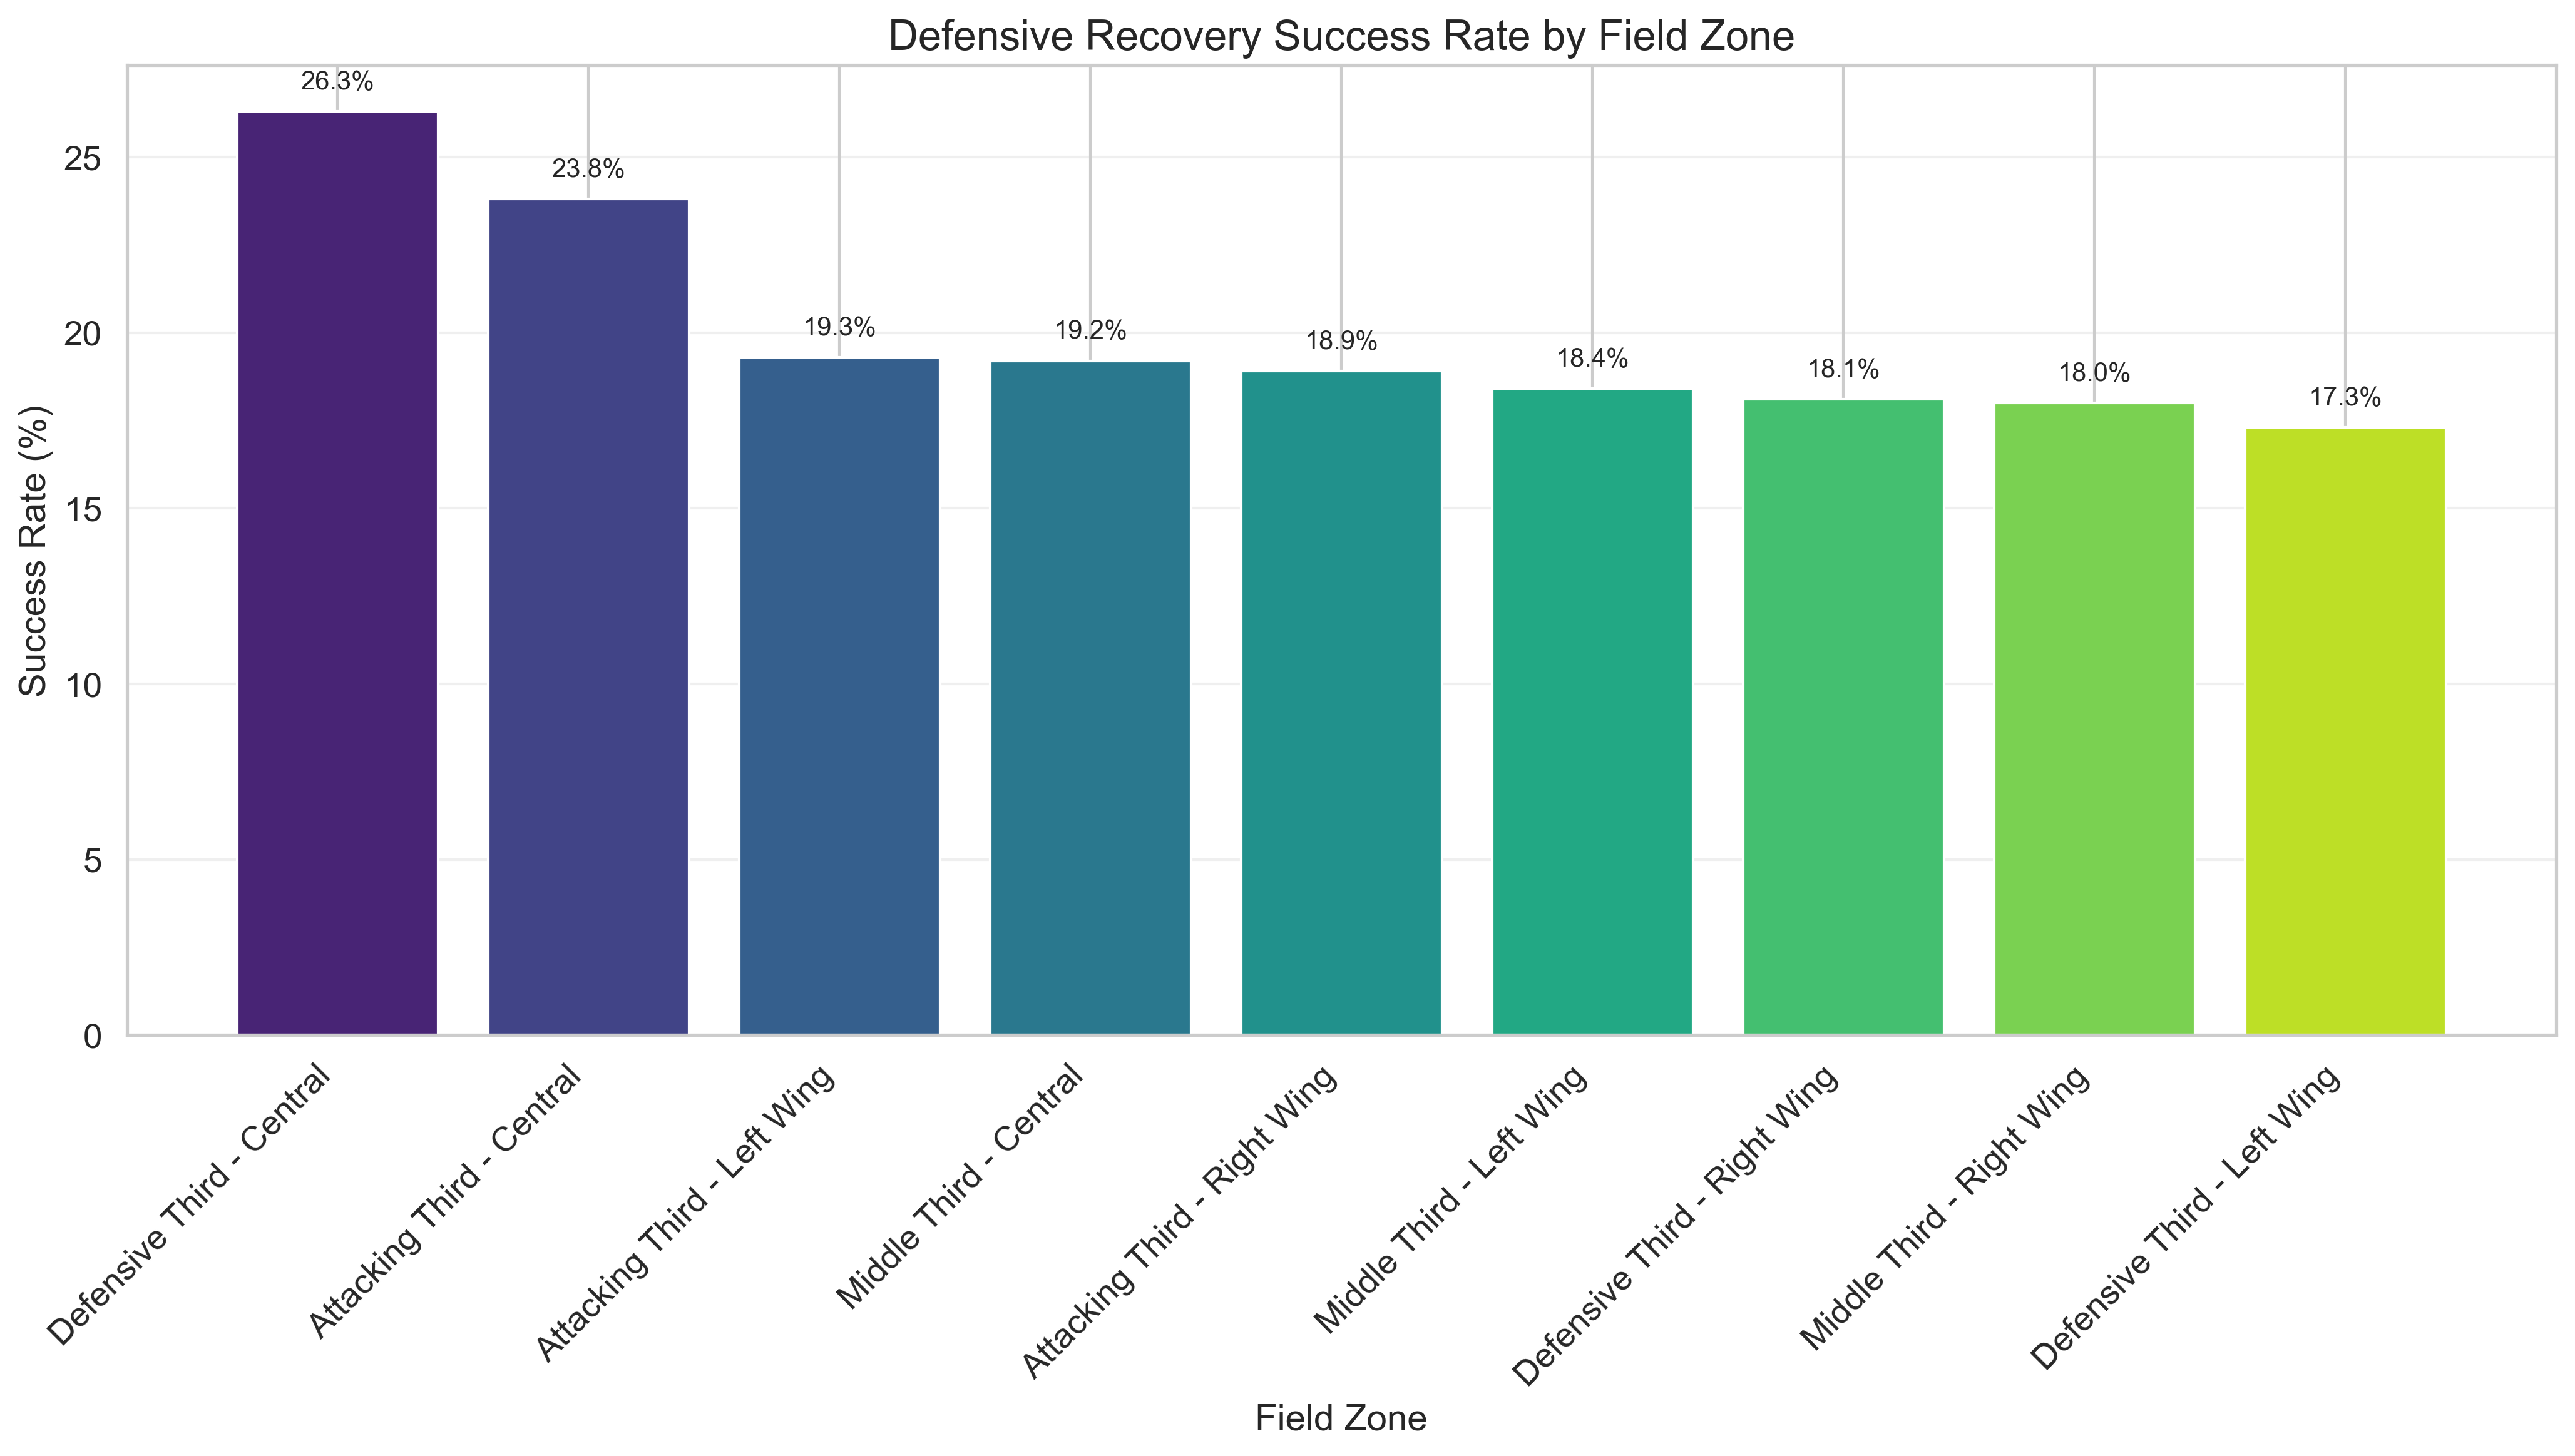 Defensive Recovery Success Rate by Field Zone
Success Rate (%)
25
20
15
10
5
0
26.3%
23.8%
19.3%
19.2%
18.9%
18.4%
18.1%
18.0%
17.3%
Defensive Third - Central
Attacking Third - Central
Attacking Third - Left Wing
Middle Third - Central
Attacking Third - Right Wing
Middle Third - Left Wing
Defensive Third - Right Wing
Middle Third - Right Wing
Defensive Third - Left Wing
Field Zone